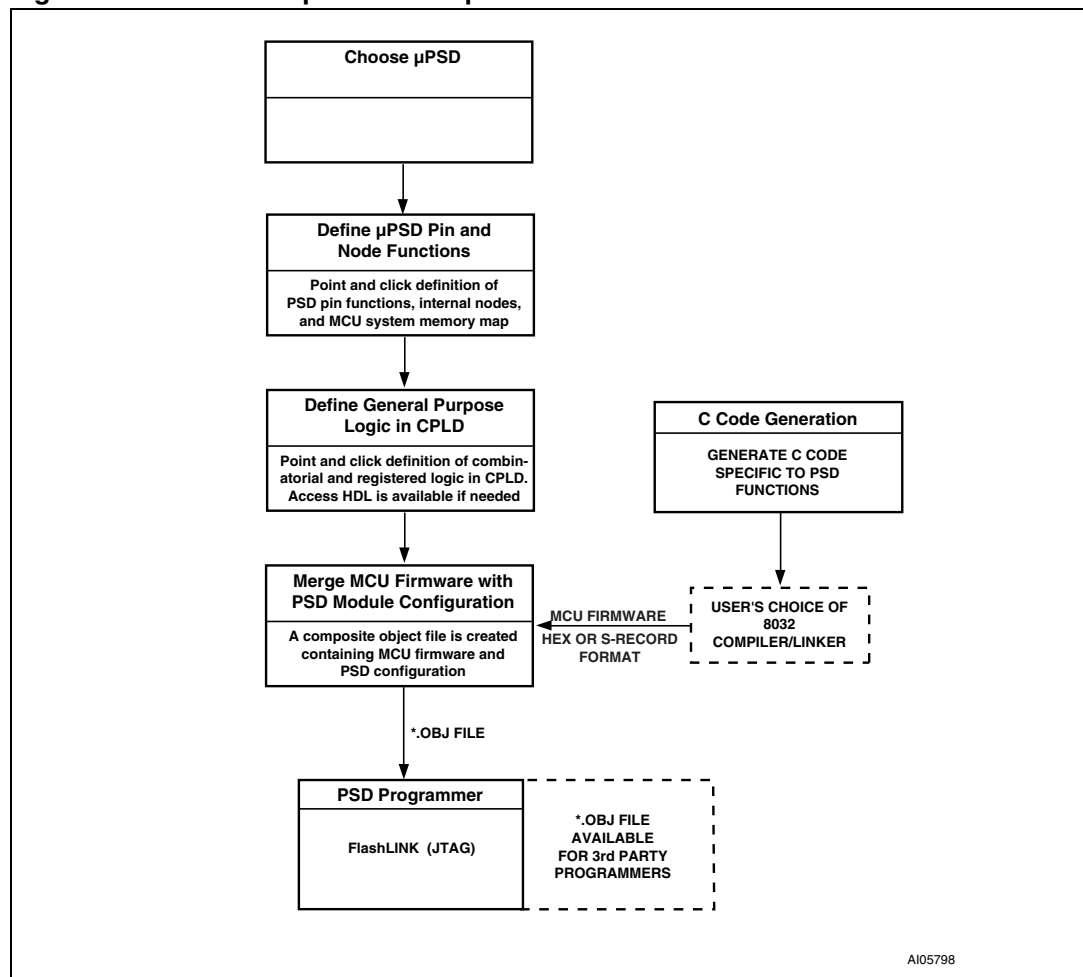 Choose µPSD
Define µPSD Pin and
Node Functions
Point and click definition of
PSD pin functions, internal nodes,
and MCU system memory map
Define General Purpose
Logic in CPLD
Point and click definition of combin-
atorial and registered logic in CPLD.
Access HDL is available if needed
C Code Generation
GENERATE C CODE
SPECIFIC TO PSD
FUNCTIONS
Merge MCU Firmware with
PSD Module Configuration
A composite object file is created
containing MCU firmware and
PSD configuration
MCU FIRMWARE
HEX OR S-RECORD
FORMAT
USER'S CHOICE OF
8032
COMPILER/LINKER
*.OBJ FILE
PSD Programmer
FlashLINK (JTAG)
*.OBJ FILE
AVAILABLE
FOR 3rd PARTY
PROGRAMMERS
AI05798